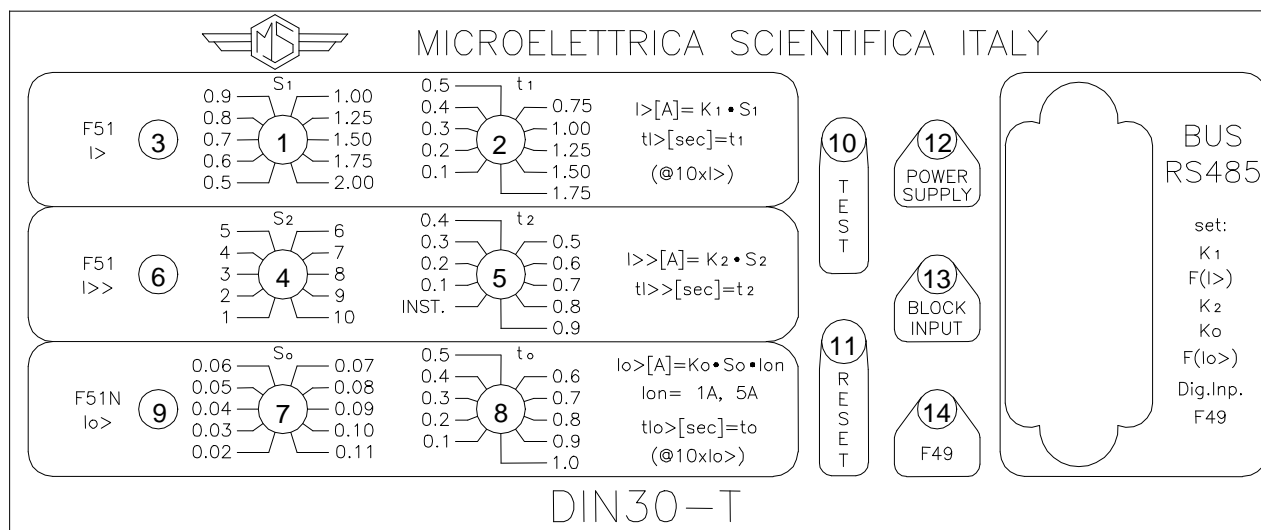 MS MICROELETTRICA SCIENTIFICA ITALY
F51
I>
3
S1
0.9
0.8
0.7
0.6
0.5
1
1.00
1.25
1.50
1.75
2.00
t1
0.5
0.4
0.3
0.2
0.1
2
0.75
1.00
1.25
1.50
1.75
I>[A]= K1•S1
tI>[sec]=t1
(@10xI>)
F51
I>>
6
S2
5
4
3
2
1
4
6
7
8
9
10
t2
0.4
0.3
0.2
0.1
INST.
5
0.5
0.6
0.7
0.8
0.9
I>>[A]= K2•S2
tI>>[sec]=t2
F51N
Io>
9
So
0.06
0.05
0.04
0.03
0.02
7
0.07
0.08
0.09
0.10
0.11
to
0.5
0.4
0.3
0.2
0.1
8
0.6
0.7
0.8
0.9
1.0
Io>[A]=Ko•So•Ion
Ion= 1A, 5A
tIo>[sec]=to
(@10xIo>)
10
TEST
11
RESET
12
POWER
SUPPLY
13
BLOCK
INPUT
14
F49
BUS
RS485
set:
K1
F(I>)
K2
Ko
F(Io>)
Dig.Inp.
F49
DIN30-T